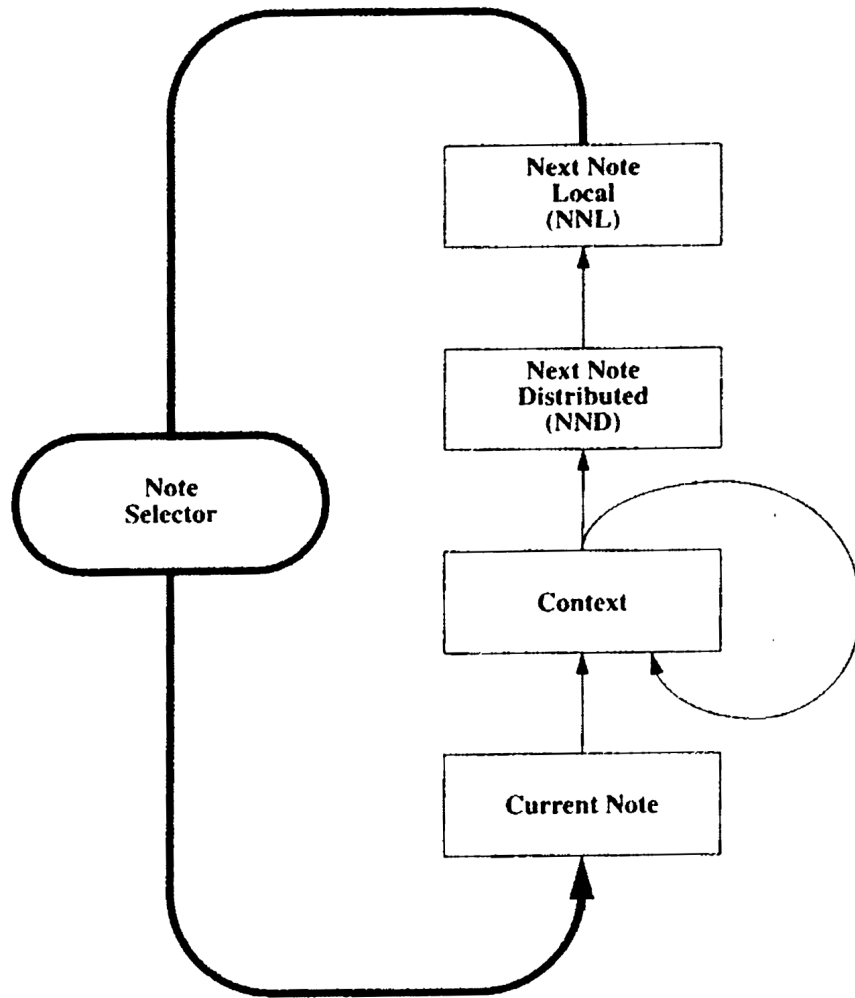 Next Note
Local
(NNL)
Next Note
Distributed
(NND)
Note
Selector
Context
Current Note